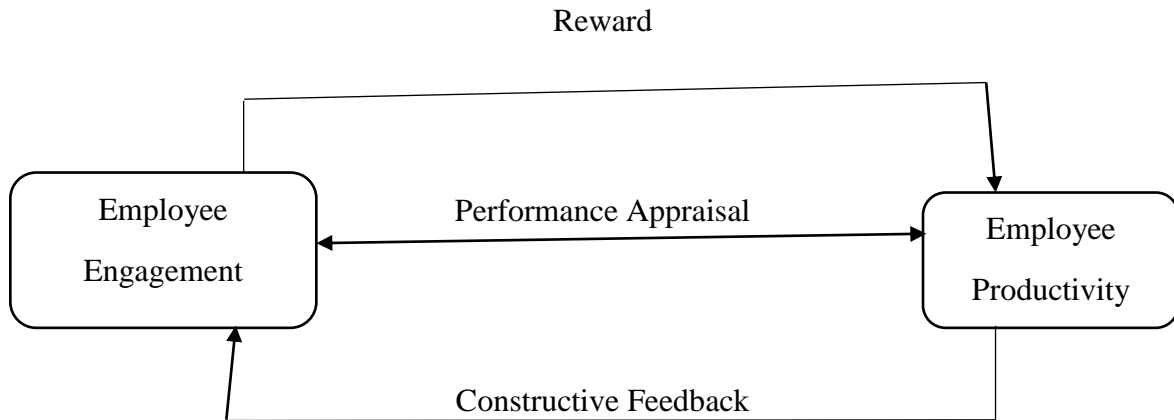 Reward
Employee
Engagement
Performance Appraisal
Employee
Productivity
Constructive Feedback